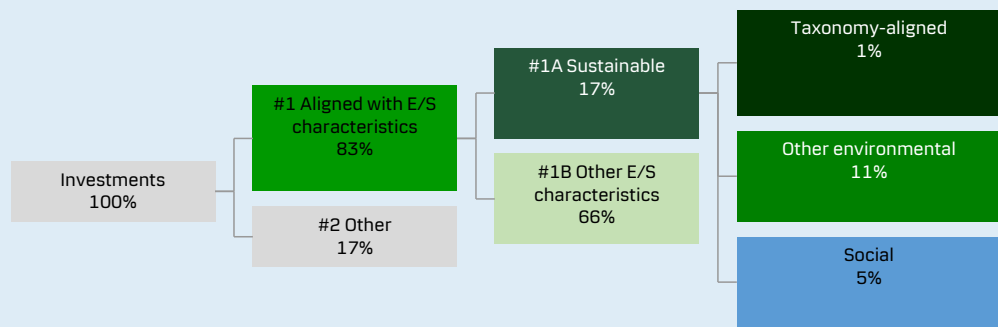 Investments
100%
#1 Aligned with E/S
characteristics
83%
#2 Other
17%
#1A Sustainable
17%
#1B Other E/S
characteristics
66%
Taxonomy-aligned
1%
Other environmental
11%
Social
5%